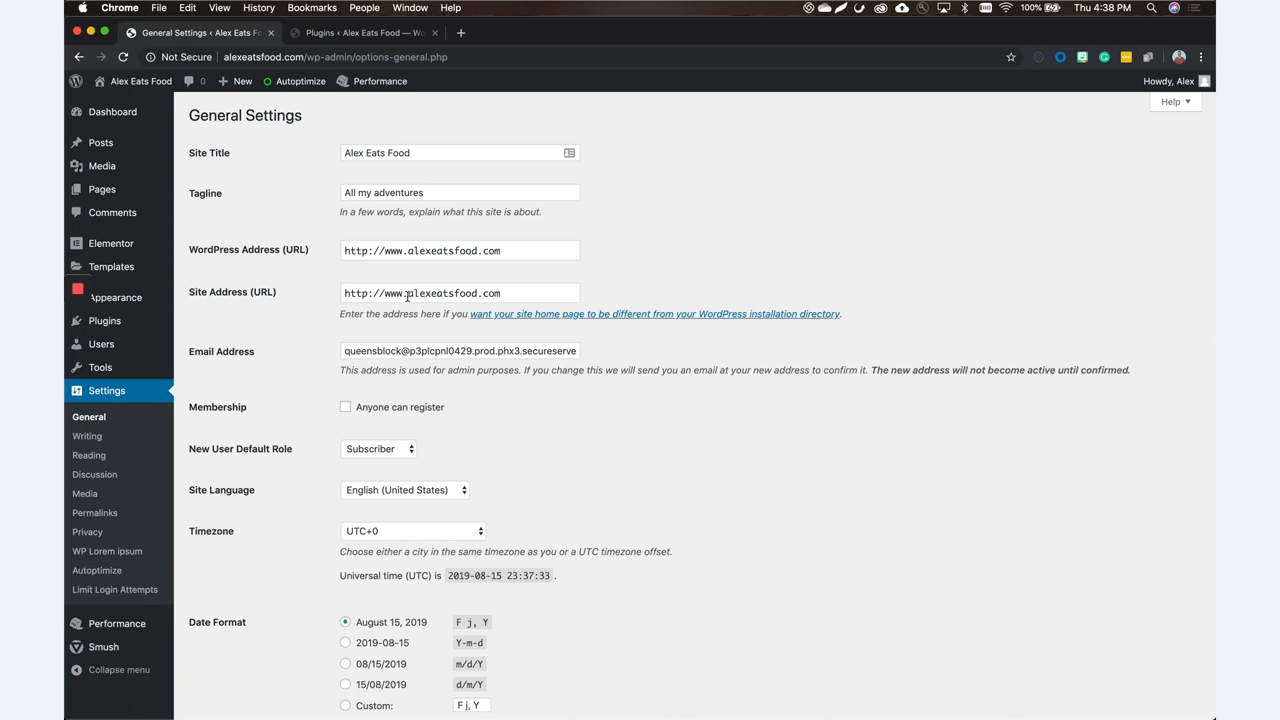 Chrome File Edit View History Bookmarks People Window Help 100% Thu 4:38 PM
General Settings ‹ Alex Eats F Plugins ‹ Alex Eats Food — Wo
Not Secure alexeatsfood.com/wp-admin/options-general.php
Alex Eats Food 0 New Autoptimize Performance Howdy, Alex
Help
Dashboard
Posts
Media
Pages
Comments
Elementor
Templates
Appearance
Plugins
Users
Tools
Settings
General
Writing
Reading
Discussion
Media
Permalinks
Privacy
WP Lorem ipsum
Autoptimize
Limit Login Attempts
Performance
Smush
Collapse menu
General Settings
Site Title Alex Eats Food
Tagline All my adventures
In a few words, explain what this site is about.
WordPress Address (URL) http://www.alexeatsfood.com
Site Address (URL) http://www.alexeatsfood.com
Enter the address here if you want your site home page to be different from your WordPress installation directory.
Email Address queensblock@p3plcpnl0429.prod.phx3.secureserve
This address is used for admin purposes. If you change this we will send you an email at your new address to confirm it. The new address will not become active until confirmed.
Membership Anyone can register
New User Default Role Subscriber
Site Language English (United States)
Timezone UTC+0
Choose either a city in the same timezone as you or a UTC timezone offset.
Universal time (UTC) is 2019-08-15 23:37:33 .
Date Format August 15, 2019 F j, Y
2019-08-15 Y-m-d
08/15/2019 m/d/Y
15/08/2019 d/m/Y
Custom: F j, Y